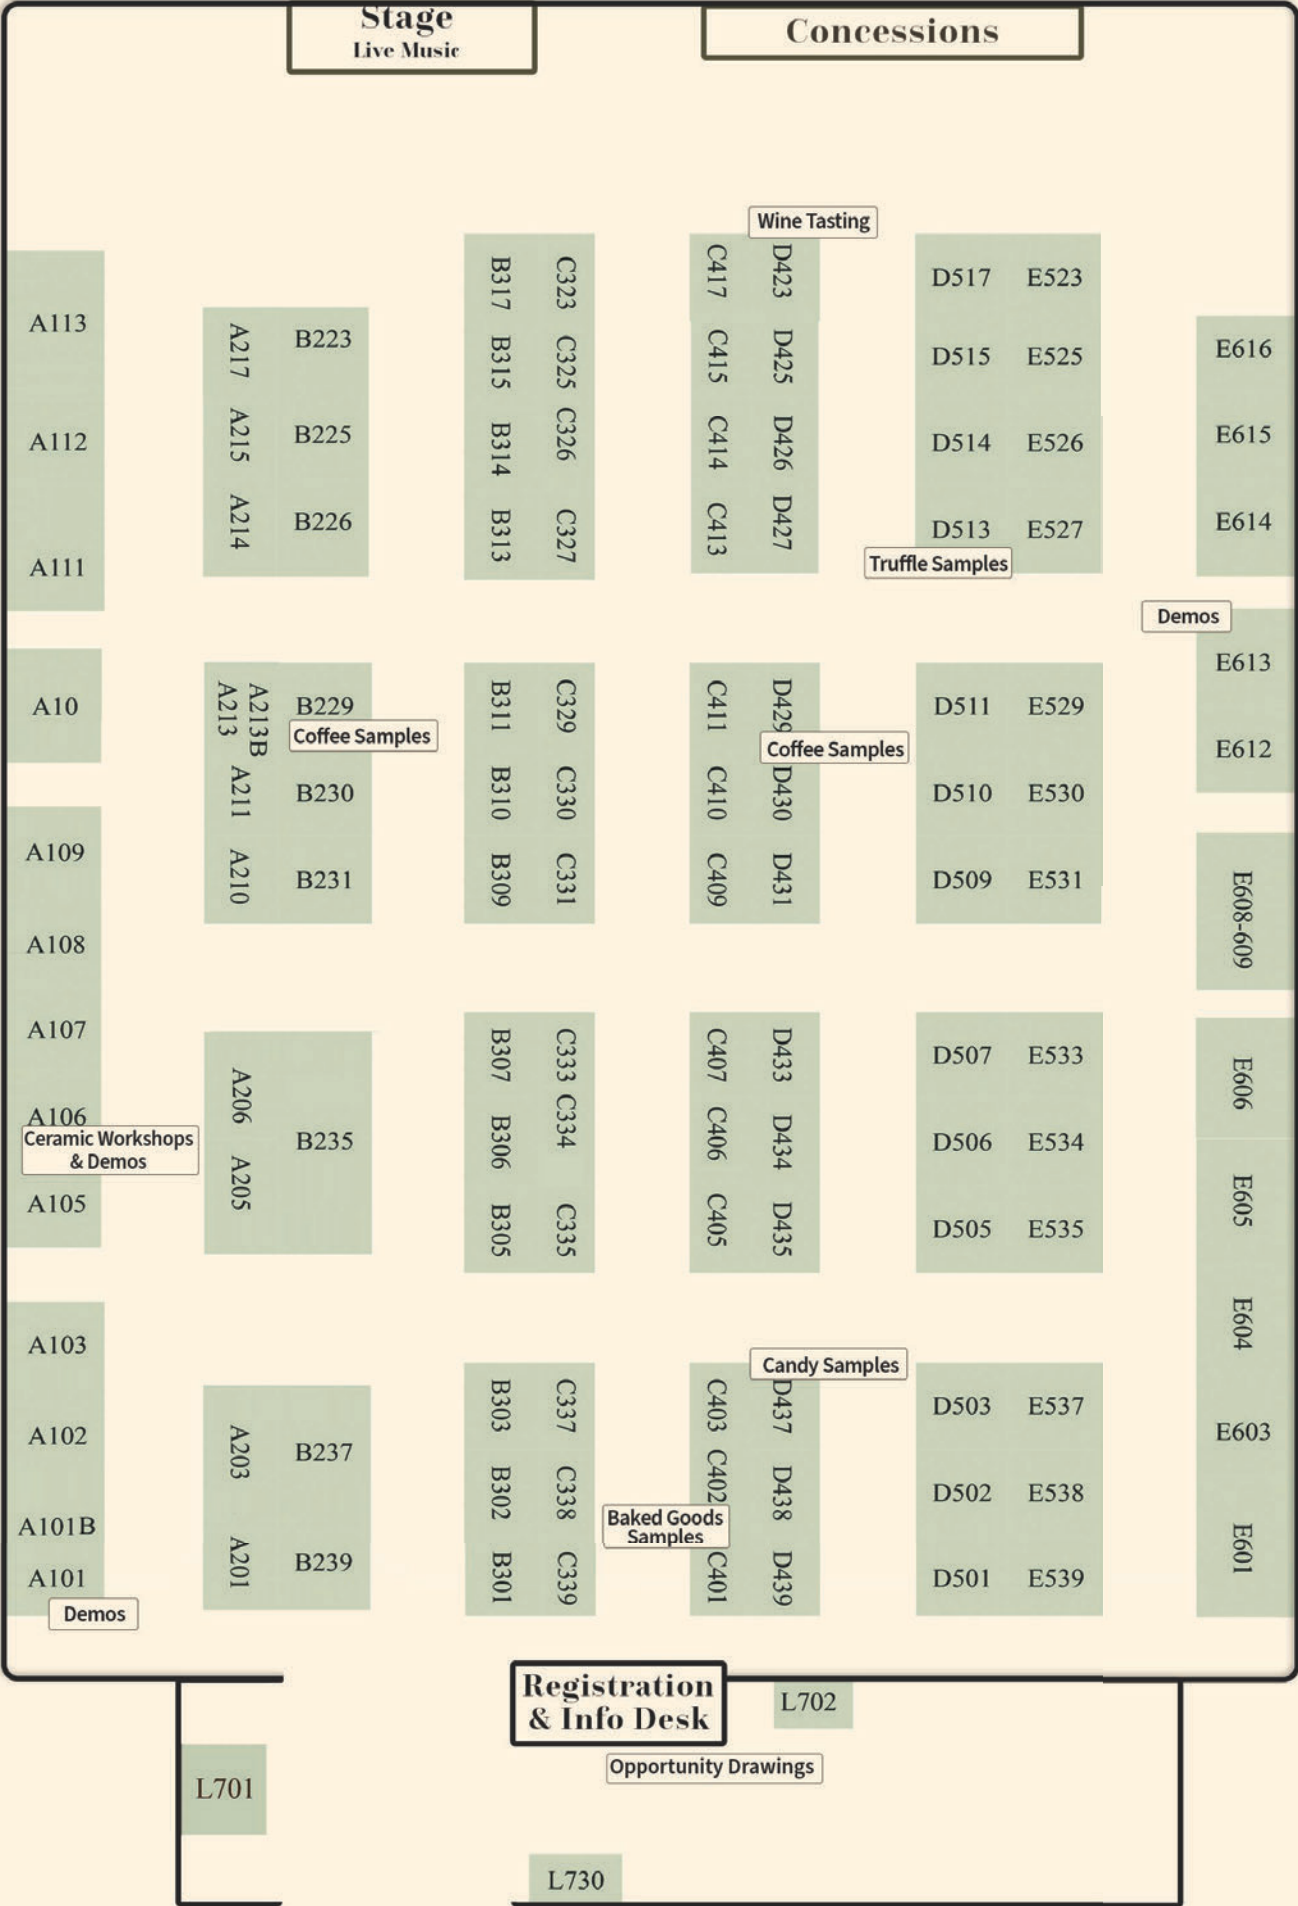 Stage
Live Music
Concessions
Wine Tasting
A113
A112
A111
A10
A109
A108
A107
A106
Ceramic Workshops
& Demos
A105
A103
A102
A101B
A101
Demos
A217
A215
A214
B223
B225
B226
A213B
A213
A211
A210
B229
Coffee Samples
B230
B231
A206
A205
B235
A203
A201
B237
B239
B317
B315
B314
B313
C323
C325
C326
C327
B311
B310
B309
C329
C330
C331
B307
B306
B305
C333
C334
C335
B303
B302
B301
C337
C338
C339
C417
C415
C414
C413
D423
D425
D426
D427
C411
C410
C409
D429
Coffee Samples
D430
D431
C407
C406
C405
D433
D434
D435
Candy Samples
C403
C402
Baked Goods
Samples
C401
D437
D438
D439
D517 E523
D515 E525
D514 E526
D513 E527
Truffle Samples
D511 E529
D510 E530
D509 E531
D507 E533
D506 E534
D505 E535
D503 E537
D502 E538
D501 E539
E616
E615
E614
Demos
E613
E612
E608-609
E606
E605
E604
E603
E601
Registration
& Info Desk
L702
Opportunity Drawings
L701
L730